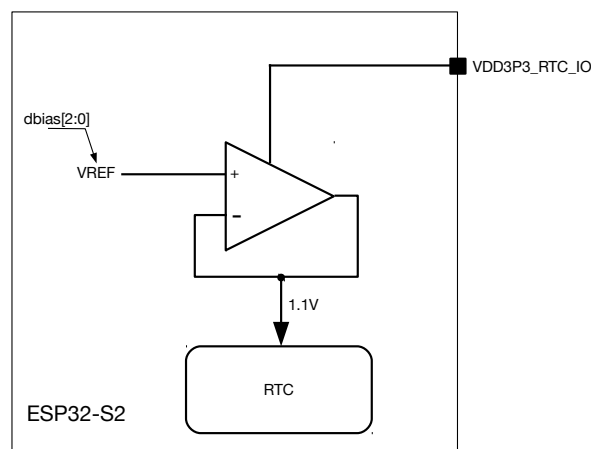 VDD3P3_RTC_IO
dbias[2:0]
VREF
+
-
1.1V
RTC
ESP32-S2